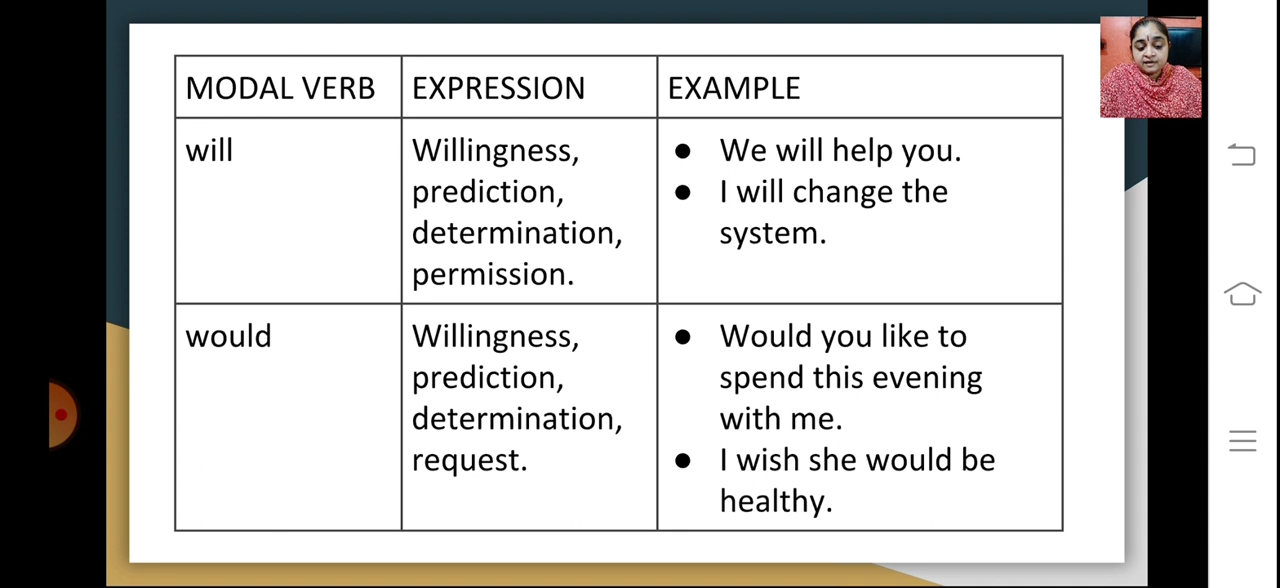 MODAL VERB EXPRESSION EXAMPLE
will
Willingness,
prediction,
determination,
permission.
● We will help you.
● I will change the
system.
would
Willingness,
prediction,
determination,
request.
● Would you like to
spend this evening
with me.
● I wish she would be
healthy.